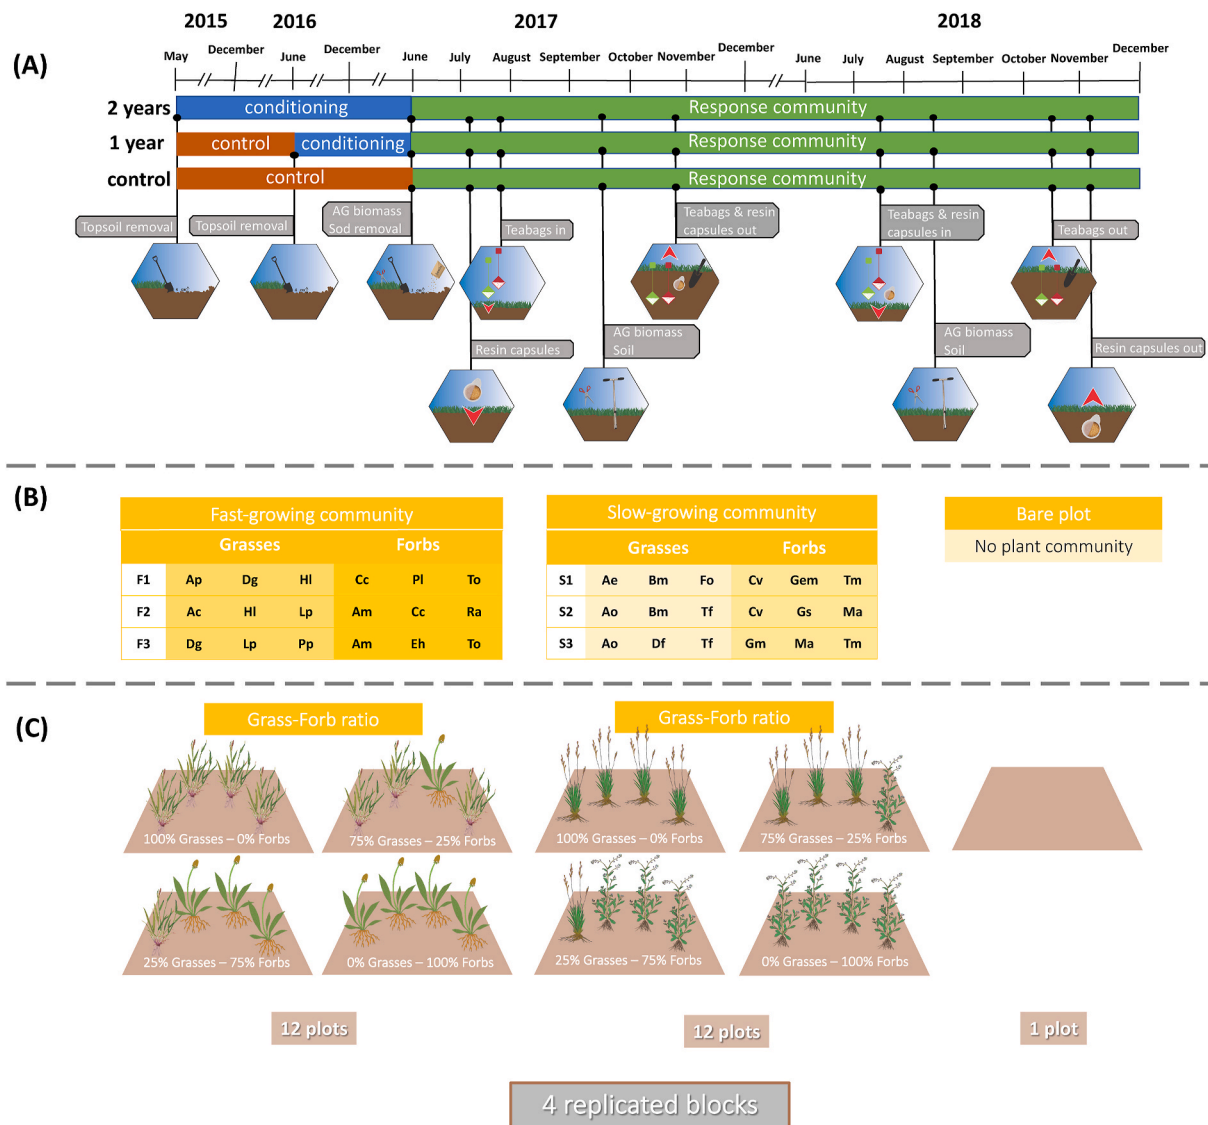 2015 2016 2017 2018
(A)
May December June December June July August September October November December June July August September October November December
2 years conditioning Response community
1 year control conditioning Response community
control control Response community
Topsoil removal
Topsoil removal
AG biomass
Sod removal
Teabags in
Teabags & resin
capsules out
Teabags & resin
capsules in
Teabags out
Resin capsules
AG biomass
Soil
AG biomass
Soil
Resin capsules out
(B)
Fast-growing community
Grasses Forbs
F1 Ap Dg Hl Cc Pl To
F2 Ac Hl Lp Am Cc Ra
F3 Dg Lp Pp Am Eh To
Slow-growing community
Grasses Forbs
S1 Ae Bm Fo Cv Gem Tm
S2 Ao Bm Tf Cv Gs Ma
S3 Ao Df Tf Gm Ma Tm
Bare plot
No plant community
(C)
Grass-Forb ratio
100% Grasses – 0% Forbs
75% Grasses – 25% Forbs
25% Grasses – 75% Forbs
0% Grasses – 100% Forbs
12 plots
Grass-Forb ratio
100% Grasses – 0% Forbs
75% Grasses – 25% Forbs
25% Grasses – 75% Forbs
0% Grasses – 100% Forbs
12 plots
1 plot
4 replicated blocks